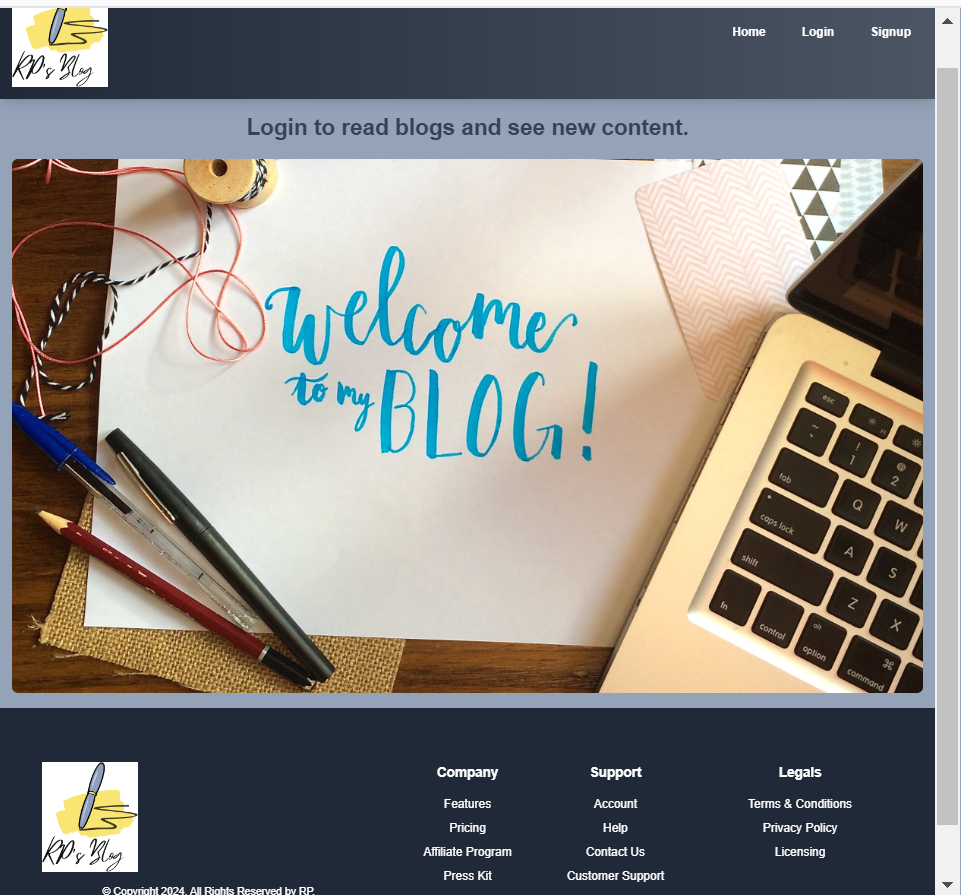 RP's Blog
Home Login Signup
Login to read blogs and see new content.
Welcome
to my BLOG!
esc
F1
~
`
!
1
@
2
tab
Q
W
caps lock
A
S
shift
Z
X
fn
control
alt
option
⌘
command
RP's Blog
© Copyright 2024. All Rights Reserved by RP.
Company
Features
Pricing
Affiliate Program
Press Kit
Support
Account
Help
Contact Us
Customer Support
Legals
Terms & Conditions
Privacy Policy
Licensing